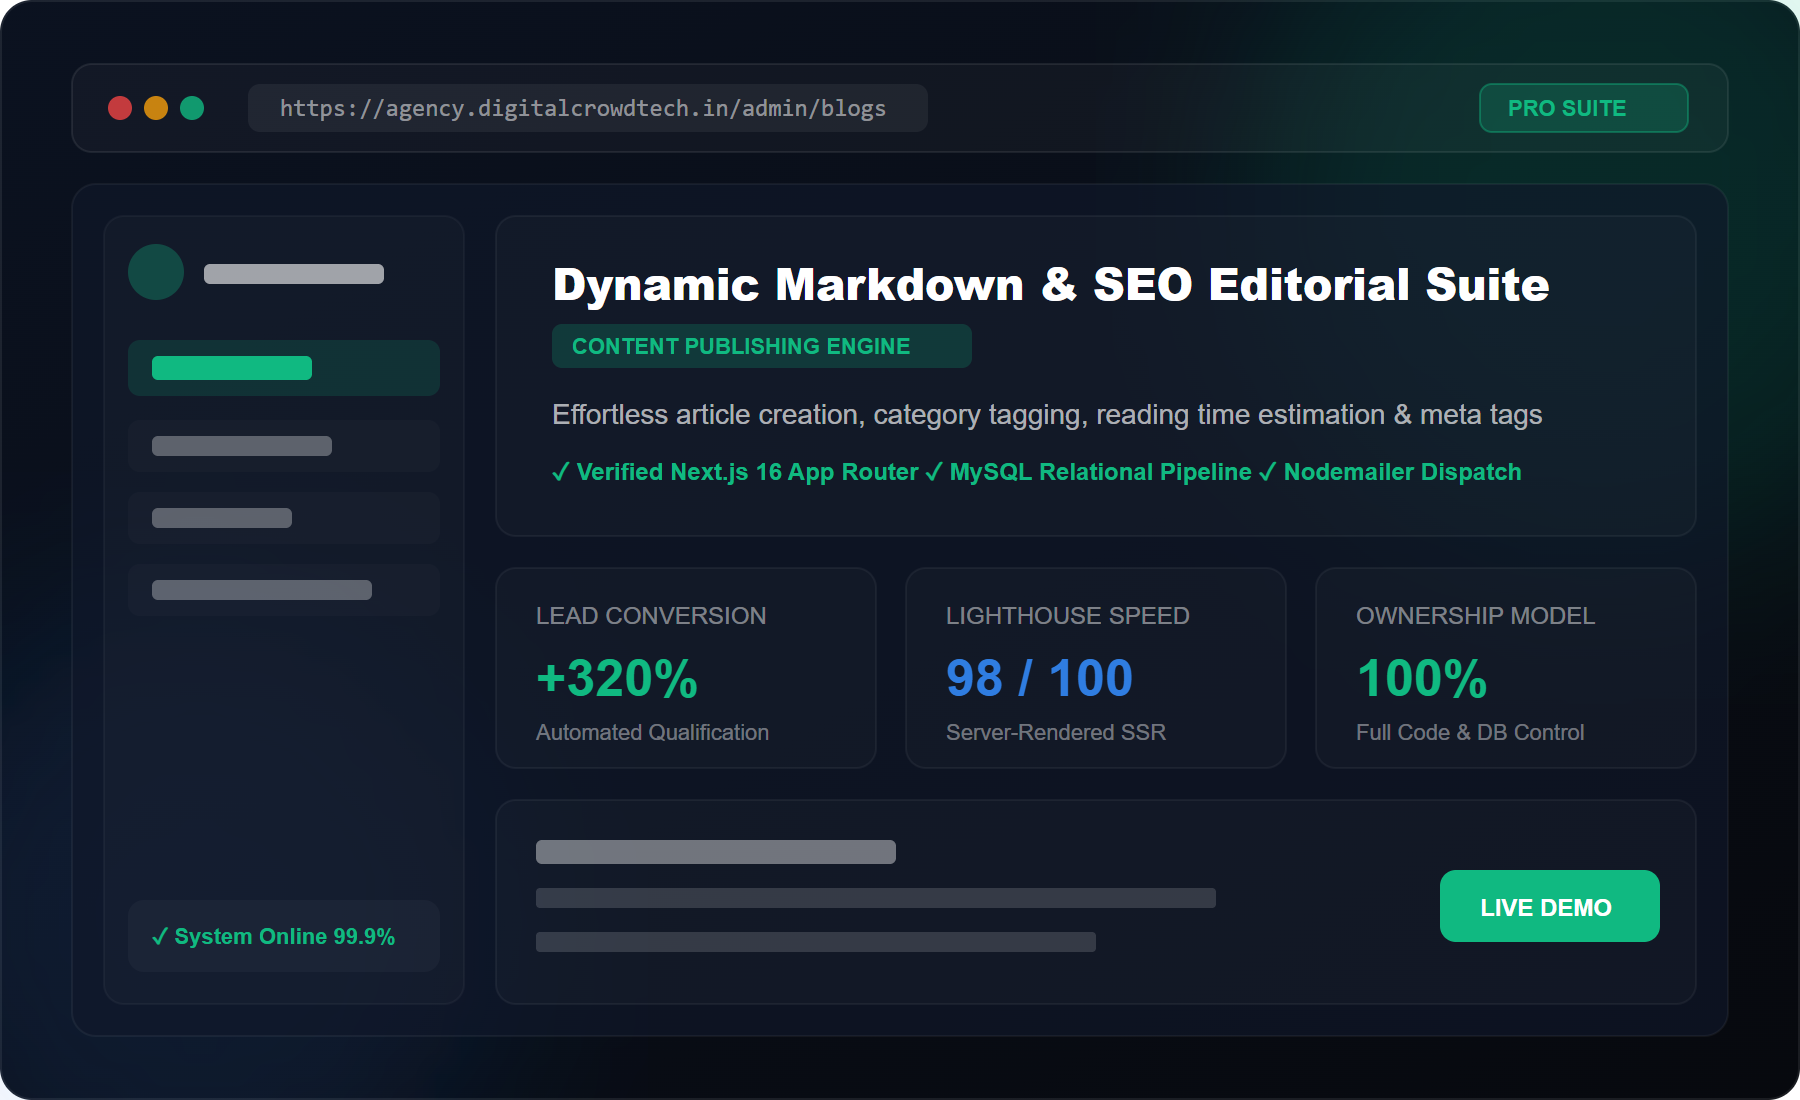 https://agency.digitalcrowdtech.in/admin/blogs
PRO SUITE
Dynamic Markdown & SEO Editorial Suite
CONTENT PUBLISHING ENGINE
Effortless article creation, category tagging, reading time estimation & meta tags
✓ Verified Next.js 16 App Router ✓ MySQL Relational Pipeline ✓ Nodemailer Dispatch
LEAD CONVERSION
+320%
Automated Qualification
LIGHTHOUSE SPEED
98 / 100
Server-Rendered SSR
OWNERSHIP MODEL
100%
Full Code & DB Control
✓ System Online 99.9%
LIVE DEMO